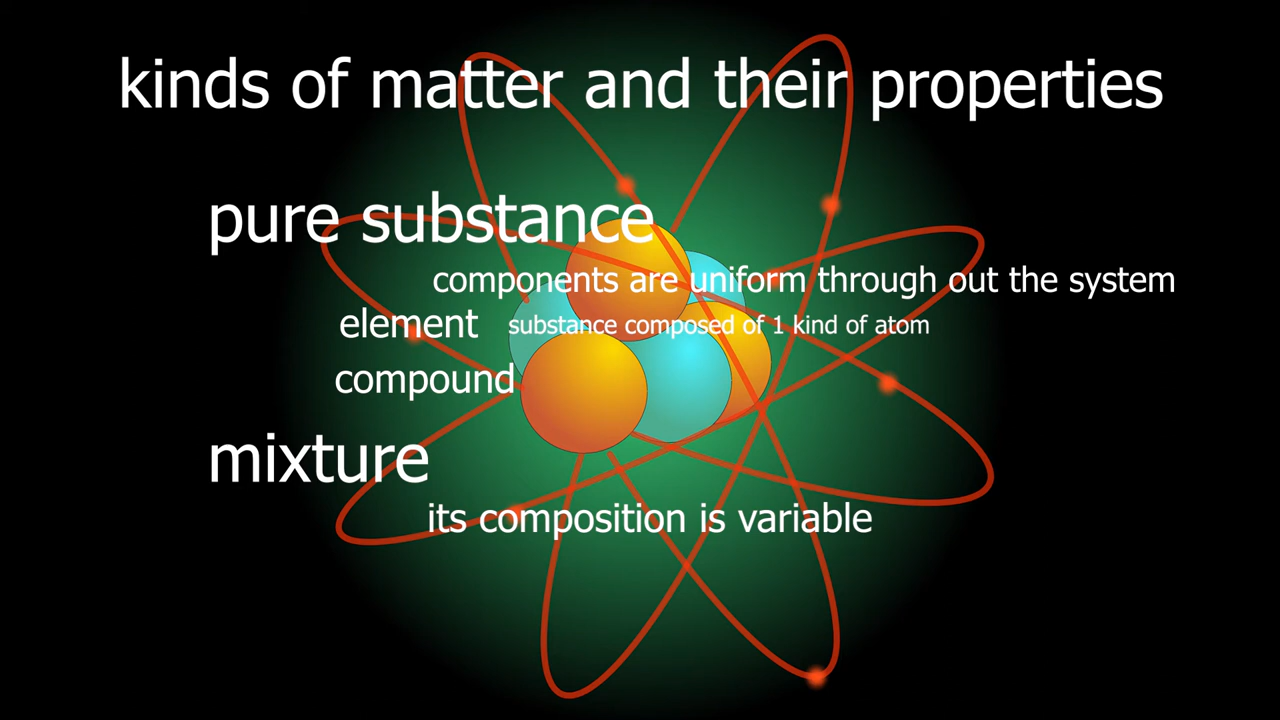 kinds of matter and their properties
pure substance
components are uniform through out the system
element substance composed of 1 kind of atom
compound
mixture
its composition is variable